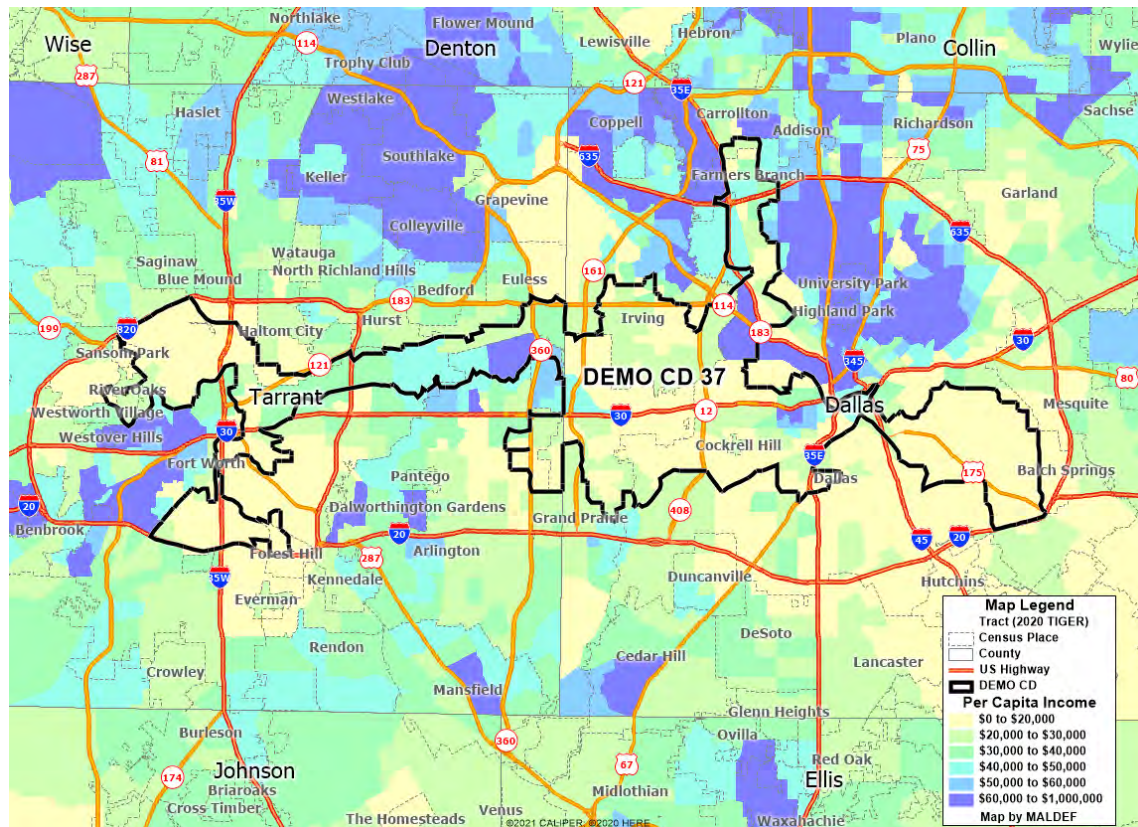 Northlake
Flower Mound
Hebron
Wise
114
Denton
Lewisville
Plano
Collin
Trophy Club
Wylie
287
121
35E
Westlake
Haslet
Coppell
Carrollton
Addison
Richardson
Sachse
81
Southlake
635
75
Keller
Farmers Branch
35W
Grapevine
Garland
Colleyville
635
Watauga
Saginaw
North Richland Hills
Euless
161
University Park
Blue Mound
Bedford
183
114
Highland Park
Irving
199
820
Haltom City
Hurst
183
30
Sansom Park
360
345
121
River Oaks
Tarrant
DEMO CD 37
80
Westworth Village
12
Dallas
Mesquite
30
30
Westover Hills
Cockrell Hill
Fort Worth
35E
175
Balch Springs
Pantego
Dallas
20
Dalworthington Gardens
408
Benbrook
Grand Prairie
20
45
20
Forest Hill
Arlington
287
35W
Kennedale
Duncanville
Hutchins
Everman
DeSoto
Rendon
Cedar Hill
Lancaster
Crowley
Mansfield
Glenn Heights
Burleson
Ovilla
360
Red Oak
Johnson
67
Ellis
174
Briaroaks
Midlothian
Cross Timber
Venus
The Homesteads
Waxahachie
©2021 CALIPER, ©2020 HERE
Map Legend
Tract (2020 TIGER)
Census Place
County
US Highway
DEMO CD
Per Capita Income
$0 to $20,000
$20,000 to $30,000
$30,000 to $40,000
$40,000 to $50,000
$50,000 to $60,000
$60,000 to $1,000,000
Map by MALDEF